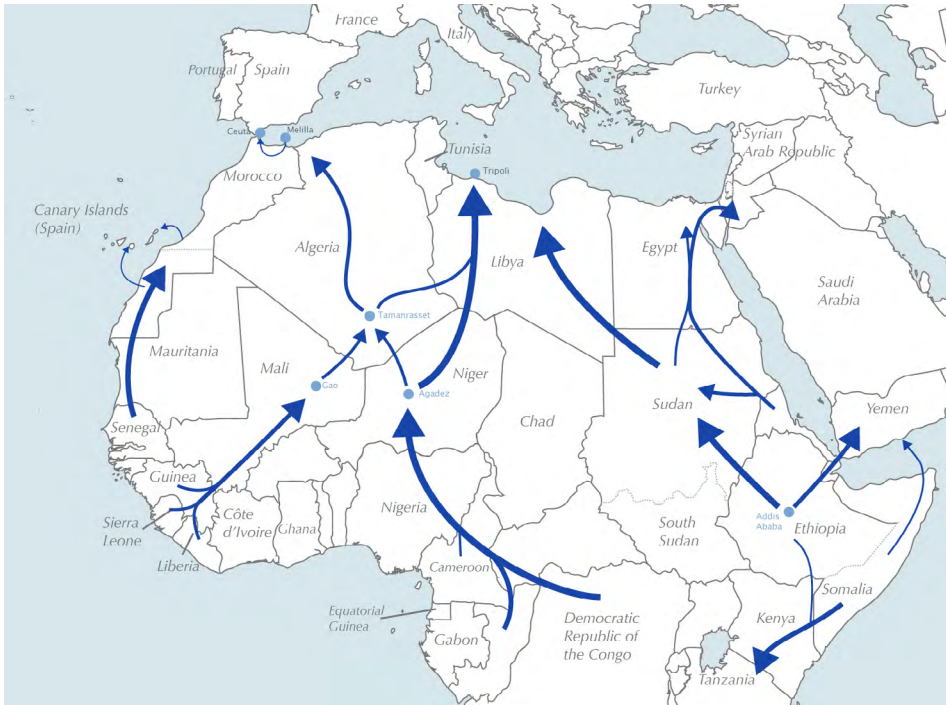 France
Italy
Portugal
Spain
Turkey
Ceuta
Melilla
Syrian
Arab Republic
Tunisia
Tripoli
Morocco
Canary Islands
(Spain)
Algeria
Libya
Egypt
Saudi
Arabia
Tamanrasset
Mauritania
Mali
Gao
Niger
Agadez
Chad
Sudan
Yemen
Senegal
Guinea
Sierra
Leone
Liberia
Côte
d'Ivoire
Ghana
Nigeria
Addis
Ababa
Ethiopia
South
Sudan
Cameroon
Somalia
Equatorial
Guinea
Gabon
Democratic
Republic of
the Congo
Kenya
Tanzania